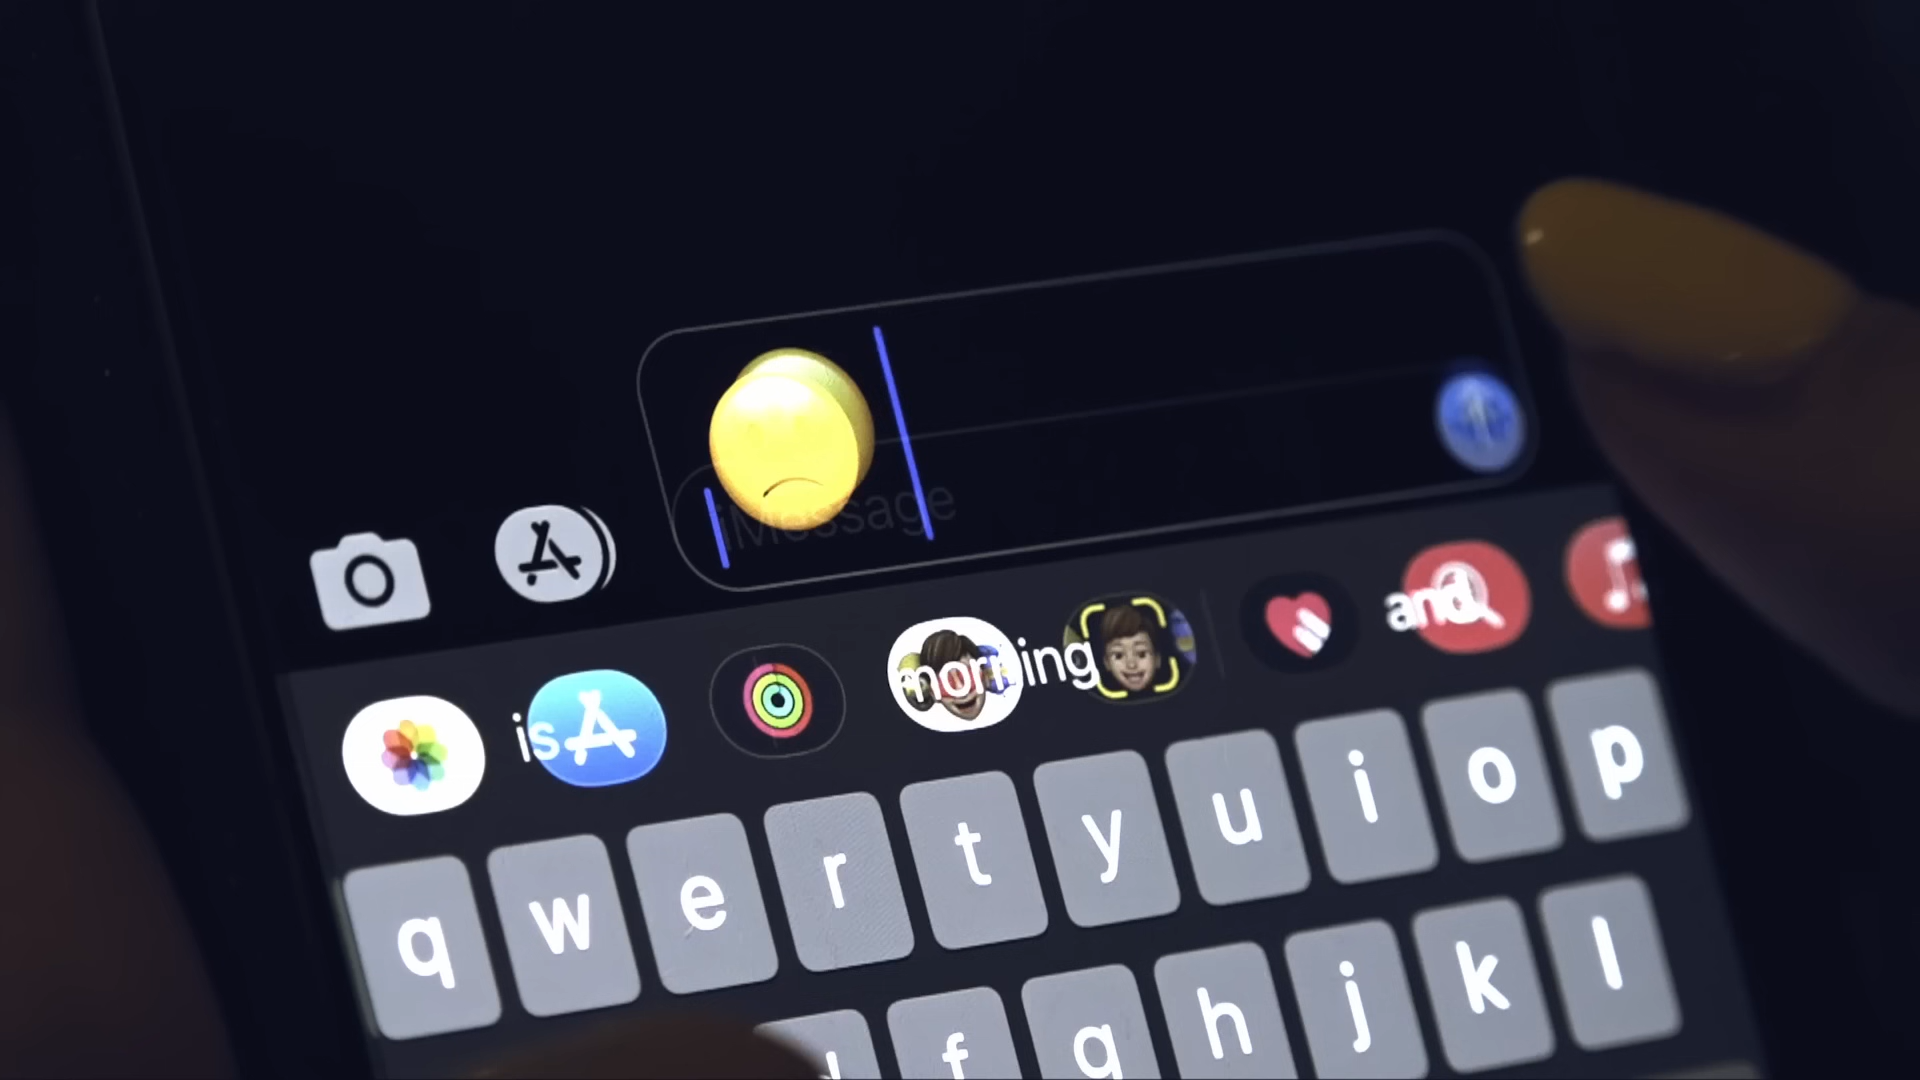 iMessage
is morning and
q w e r t y u i o p
f g h j k l